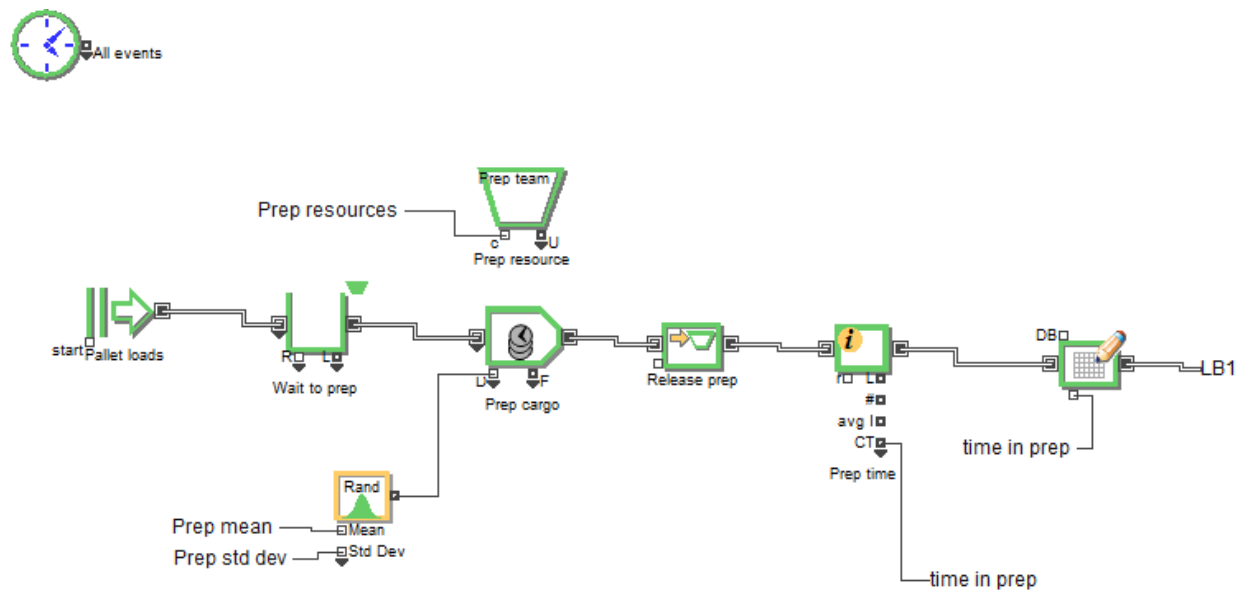 All events
Prep team
Prep resources
c
U
Prep resource
start
Pallet loads
R
L
Wait to prep
D
F
Prep cargo
Release prep
i
r
L
#
avg l
CT
Prep time
DB
LB1
time in prep
Rand
Mean
Std Dev
Prep mean
Prep std dev
time in prep